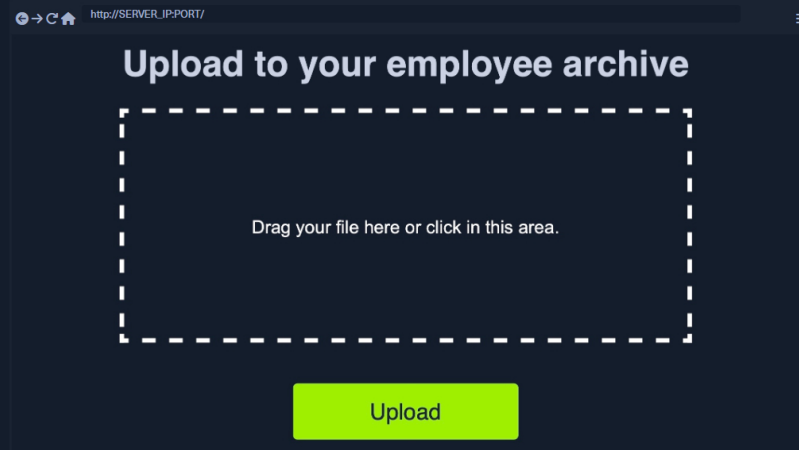 http://SERVER_IP:PORT/
Upload to your employee archive
Drag your file here or click in this area.
Upload